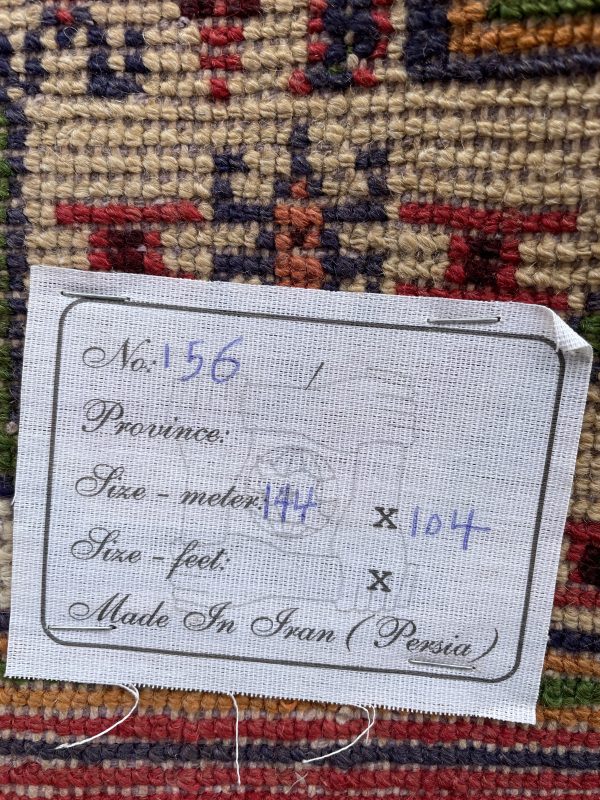 No: 156 /
Province:
Size - meter: 144 X 104
Size - feet: X
Made In Iran (Persia)